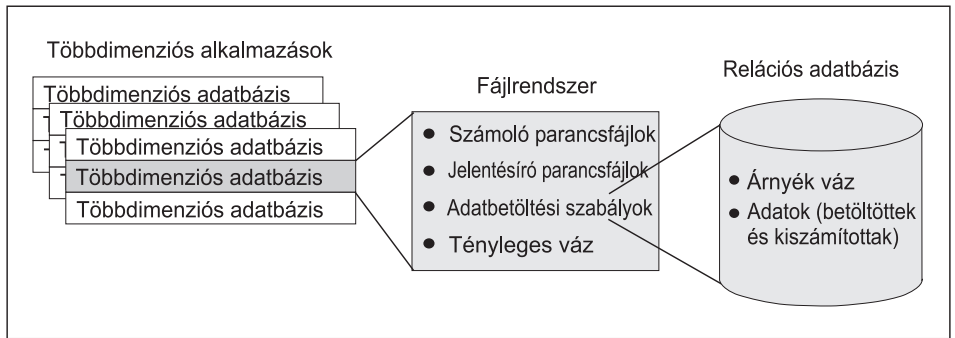 Többdimenziós alkalmazások
Többdimenziós adatbázis
Többdimenziós adatbázis
Többdimenziós adatbázis
Többdimenziós adatbázis
Többdimenziós adatbázis
Fájlrendszer
• Számoló parancsfájlok
• Jelentésíró parancsfájlok
• Adatbetöltési szabályok
• Tényleges váz
Relációs adatbázis
• Árnyék váz
• Adatok (betöltöttek
és kiszámítottak)